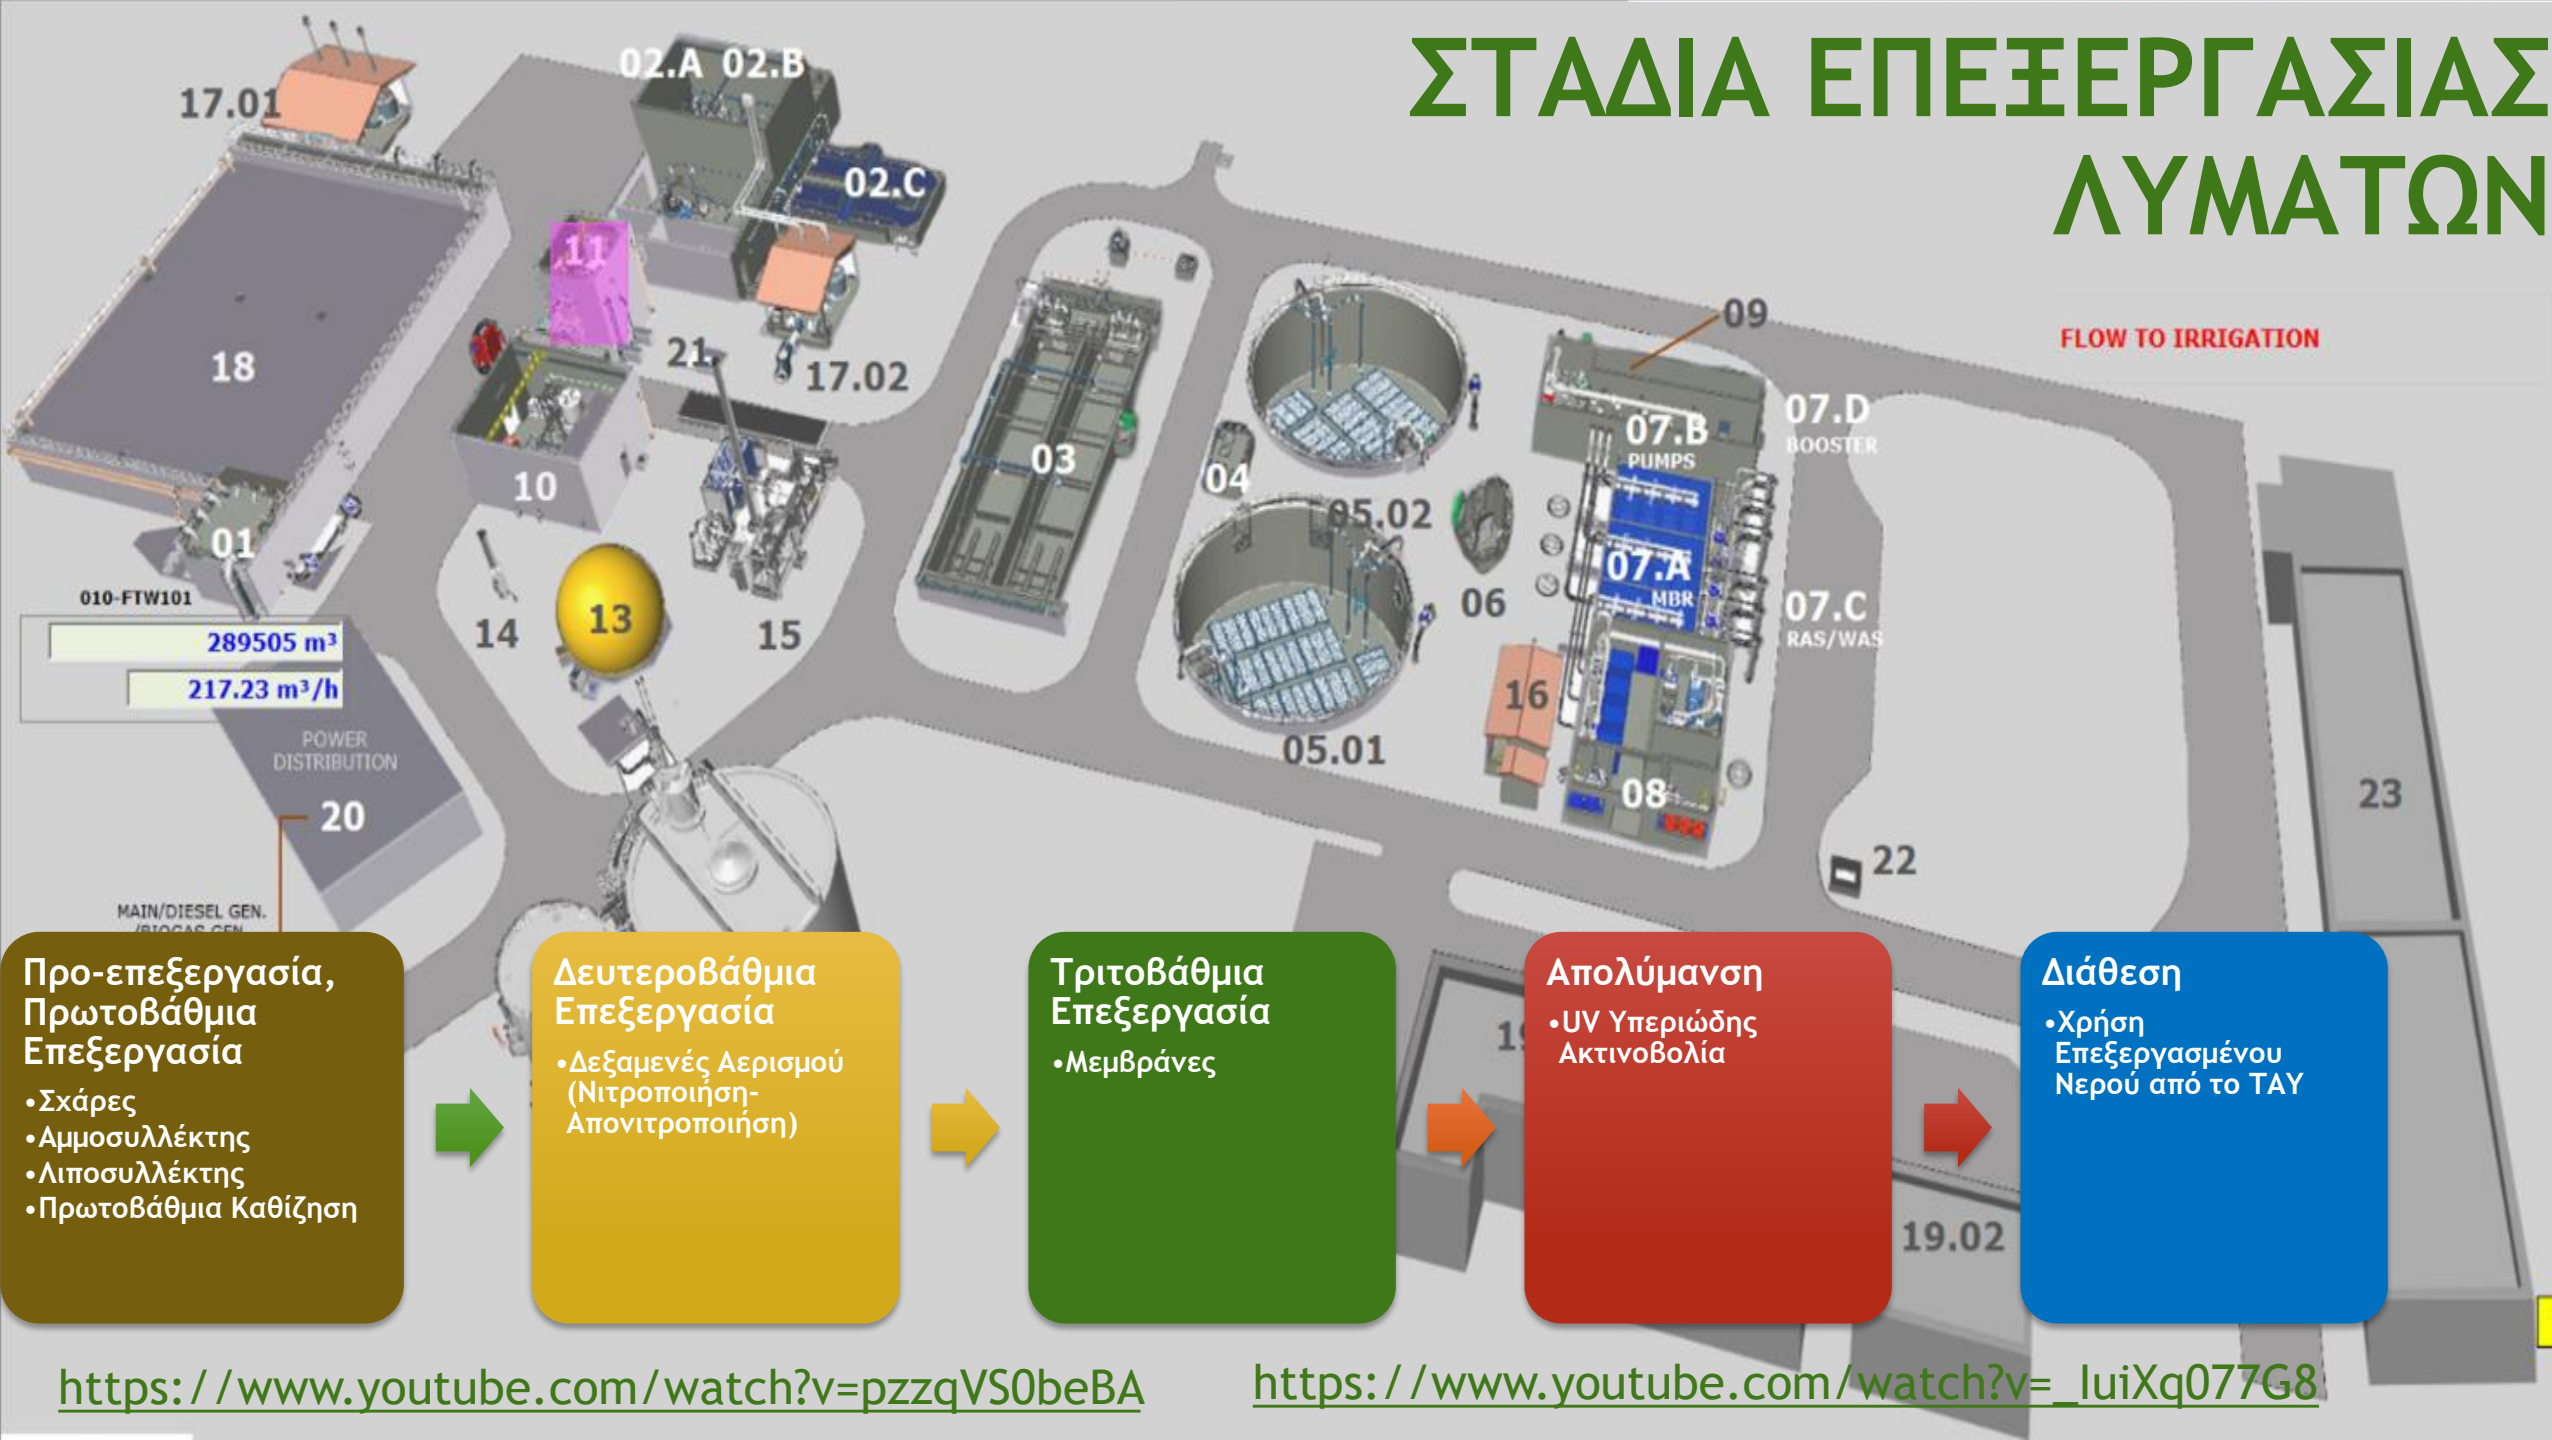 ΣΤΑΔΙΑ ΕΠΕΞΕΡΓΑΣΙΑΣ
ΛΥΜΑΤΩΝ
17.01
02.A 02.B
02.C
11
18
21
17.02
09
FLOW TO IRRIGATION
07.D
BOOSTER
07.B
PUMPS
03
04
10
05.02
01
07.A
MBR
06
07.C
RAS/WAS
010-FTW101
289505 m³
217.23 m³/h
14
13
15
16
05.01
POWER
DISTRIBUTION
20
08
23
22
MAIN/DIESEL GEN.
/BIOGAS GEN
19.02
Προ-επεξεργασία,
Πρωτοβάθμια
Επεξεργασία
•Σχάρες
•Αμμοσυλλέκτης
•Λιποσυλλέκτης
•Πρωτοβάθμια Καθίζηση
Δευτεροβάθμια
Επεξεργασία
•Δεξαμενές Αερισμού
(Νιτροποιήση-
Απονιτροποιήση)
Τριτοβάθμια
Επεξεργασία
•Μεμβράνες
Απολύμανση
•UV Υπεριώδης
Ακτινοβολία
Διάθεση
•Χρήση
Επεξεργασμένου
Νερού από το ΤΑΥ
https://www.youtube.com/watch?v=pzzqVS0beBA
https://www.youtube.com/watch?v=_IuiXq077G8